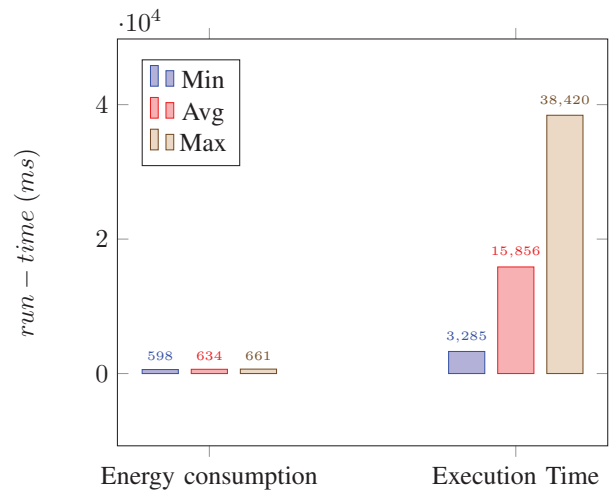 ·10^4
Min
Avg
Max
38,420
15,856
3,285
598
634
661
4
2
0
run − time (ms)
Energy consumption
Execution Time